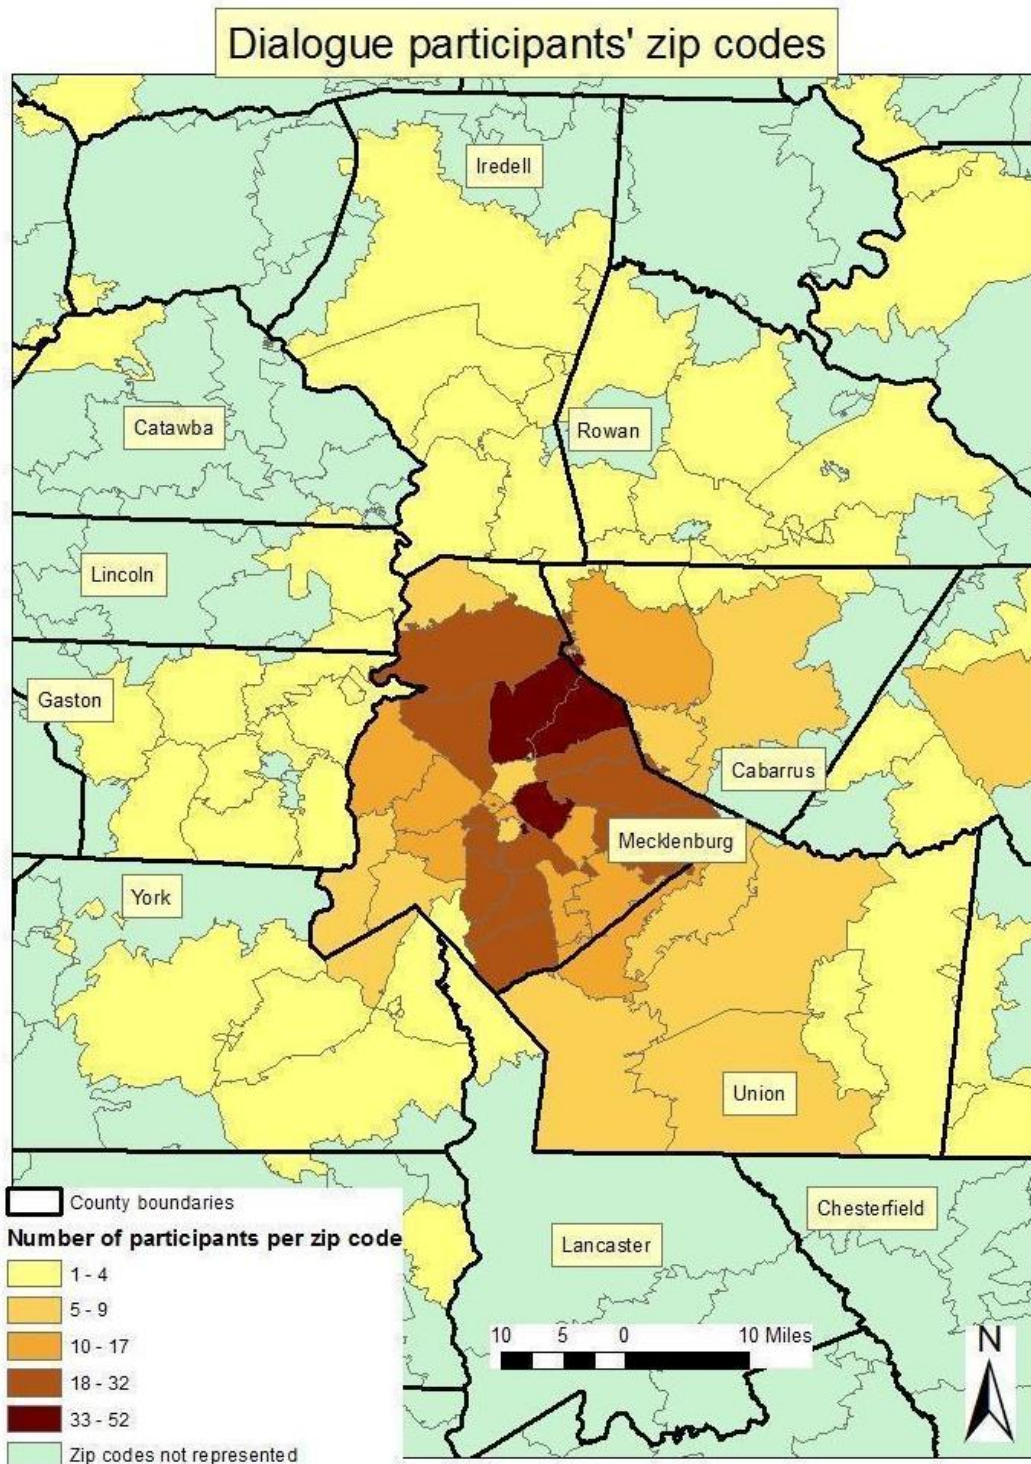 Dialogue participants' zip codes
Iredell
Catawba
Rowan
Lincoln
Gaston
Cabarrus
Mecklenburg
York
Union
Chesterfield
Lancaster
County boundaries
Number of participants per zip code
1 - 4
5 - 9
10 - 17
18 - 32
33 - 52
Zip codes not represented
10 5 0 10 Miles
N